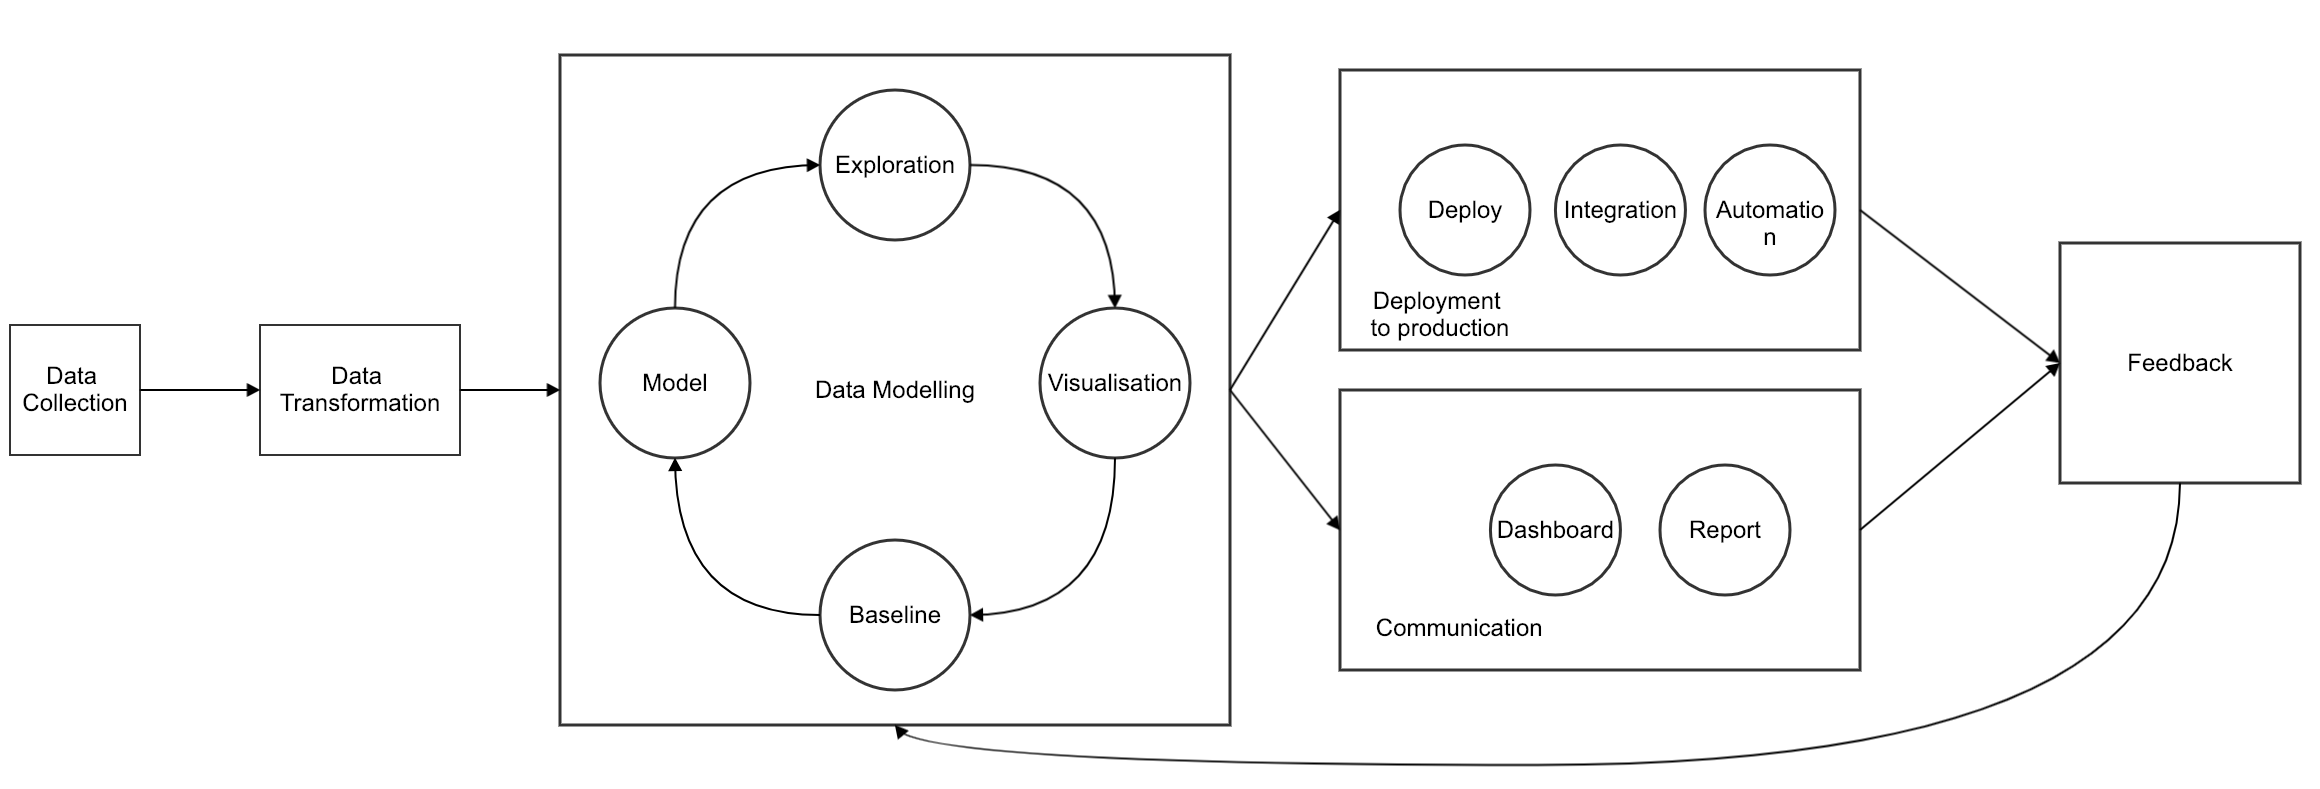 Data
Collection
Data
Transformation
Exploration
Model
Data Modelling
Visualisation
Baseline
Deploy
Integration
Automatio
n
Deployment
to production
Dashboard
Report
Communication
Feedback